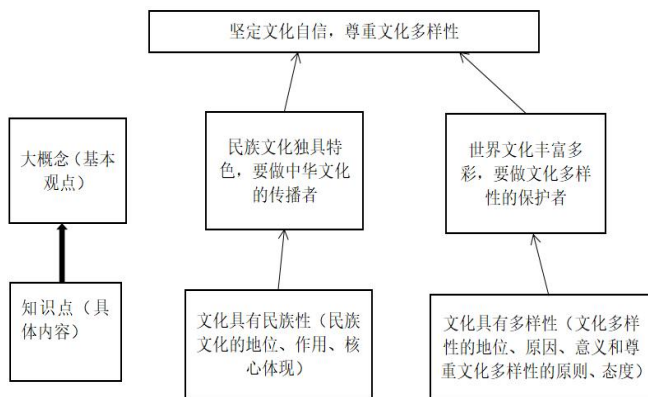 坚定文化自信，尊重文化多样性
大概念（基本
观点）
民族文化独具特
色，要做中华文化
的传播者
世界文化丰富多
彩，要做文化多样
性的保护者
知识点（具
体内容）
文化具有民族性（民族
文化的地位、作用、核
心体现）
文化具有多样性（文化多样
性的地位、原因、意义和尊
重文化多样性的原则、态度）